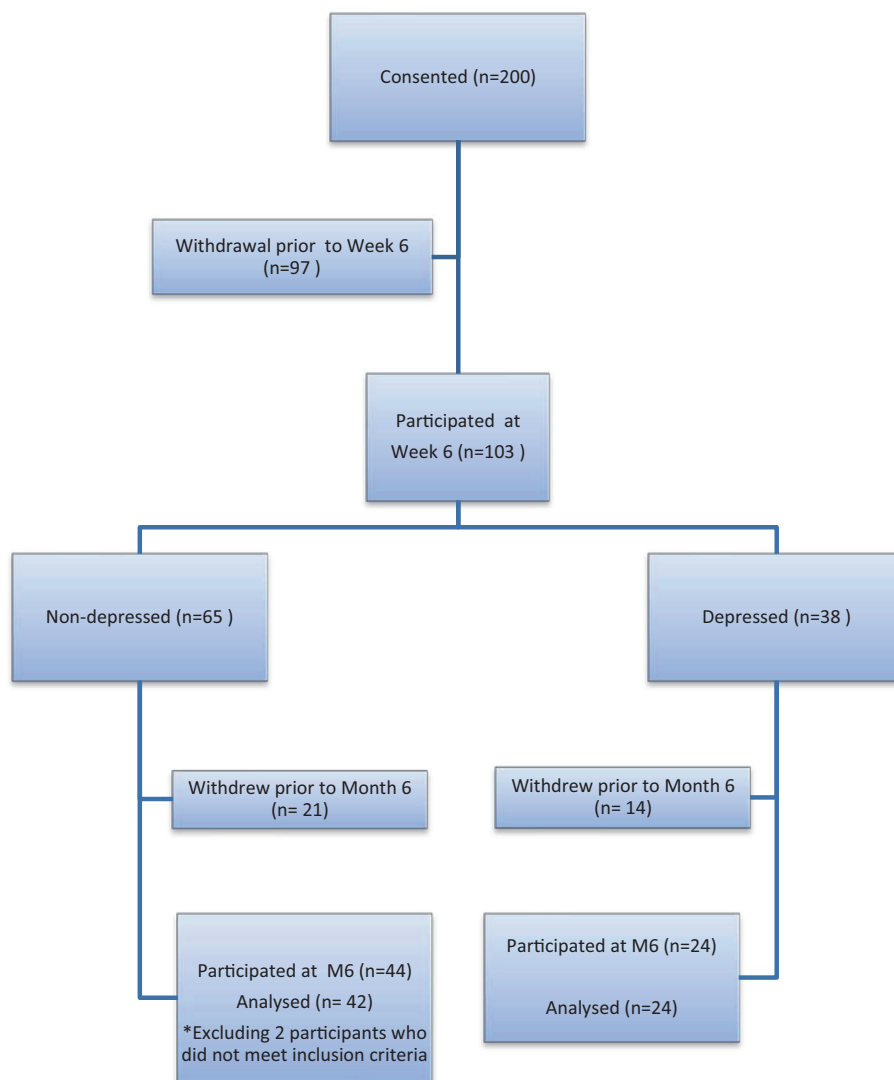 Consented (n=200)
Withdrawal prior to Week 6
(n=97 )
Participated at
Week 6 (n=103 )
Non-depressed (n=65 )
Depressed (n=38 )
Withdrew prior to Month 6
(n= 21)
Withdrew prior to Month 6
(n= 14)
Participated at M6 (n=44)
Analysed (n= 42)
*Excluding 2 participants who
did not meet inclusion criteria
Participated at M6 (n=24)
Analysed (n=24)